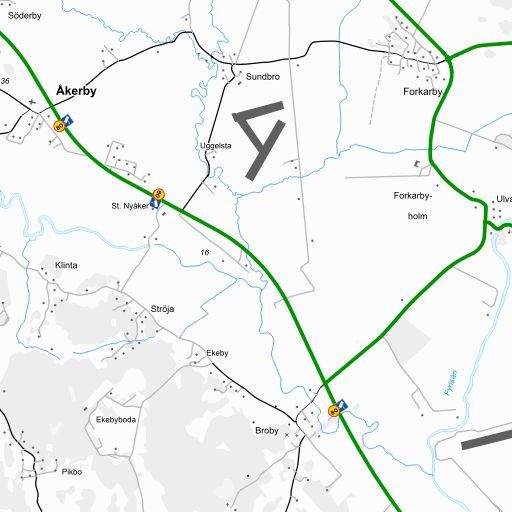 Söderby
36
Sundbro
Åkerby
Forkarby
Uggelsta
St. Nyåker
Forkarby-
holm
Ulva
16
Klinta
Ströja
Ekeby
Fyrisån
Ekebyboda
Broby
Pikbo